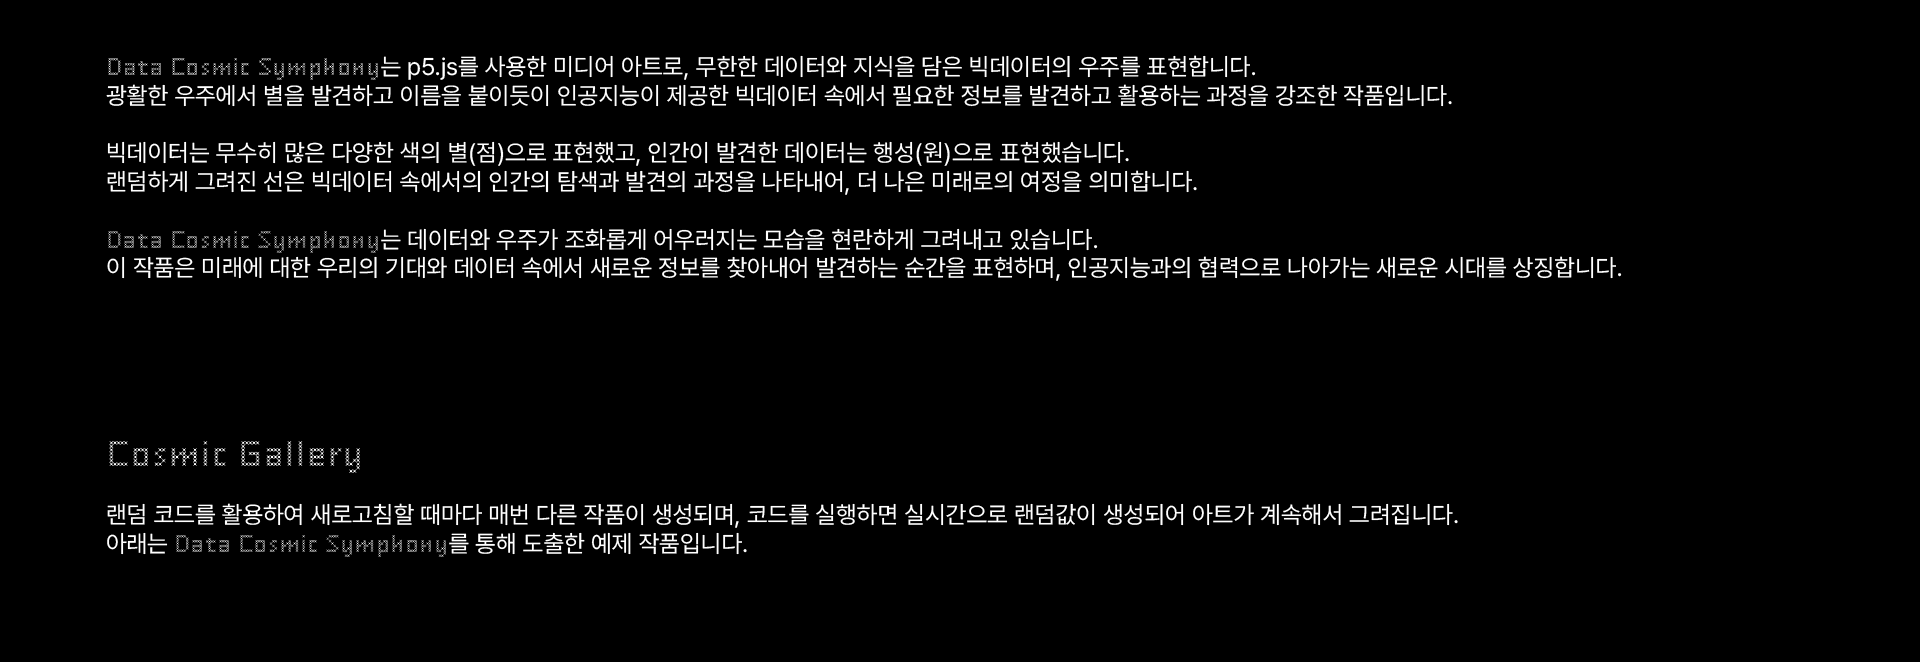 Data Cosmic Symphony는 p5.js를 사용한 미디어 아트로, 무한한 데이터와 지식을 담은 빅데이터의 우주를 표현합니다.
광활한 우주에서 별을 발견하고 이름을 붙이듯이 인공지능이 제공한 빅데이터 속에서 필요한 정보를 발견하고 활용하는 과정을 강조한 작품입니다.
빅데이터는 무수히 많은 다양한 색의 별(점)으로 표현했고, 인간이 발견한 데이터는 행성(원)으로 표현했습니다.
랜덤하게 그려진 선은 빅데이터 속에서의 인간의 탐색과 발견의 과정을 나타내어, 더 나은 미래로의 여정을 의미합니다.
Data Cosmic Symphony는 데이터와 우주가 조화롭게 어우러지는 모습을 현란하게 그려내고 있습니다.
이 작품은 미래에 대한 우리의 기대와 데이터 속에서 새로운 정보를 찾아내어 발견하는 순간을 표현하며, 인공지능과의 협력으로 나아가는 새로운 시대를 상징합니다.
Cosmic Gallery
랜덤 코드를 활용하여 새로고침할 때마다 매번 다른 작품이 생성되며, 코드를 실행하면 실시간으로 랜덤값이 생성되어 아트가 계속해서 그려집니다.
아래는 Data Cosmic Symphony를 통해 도출한 예제 작품입니다.